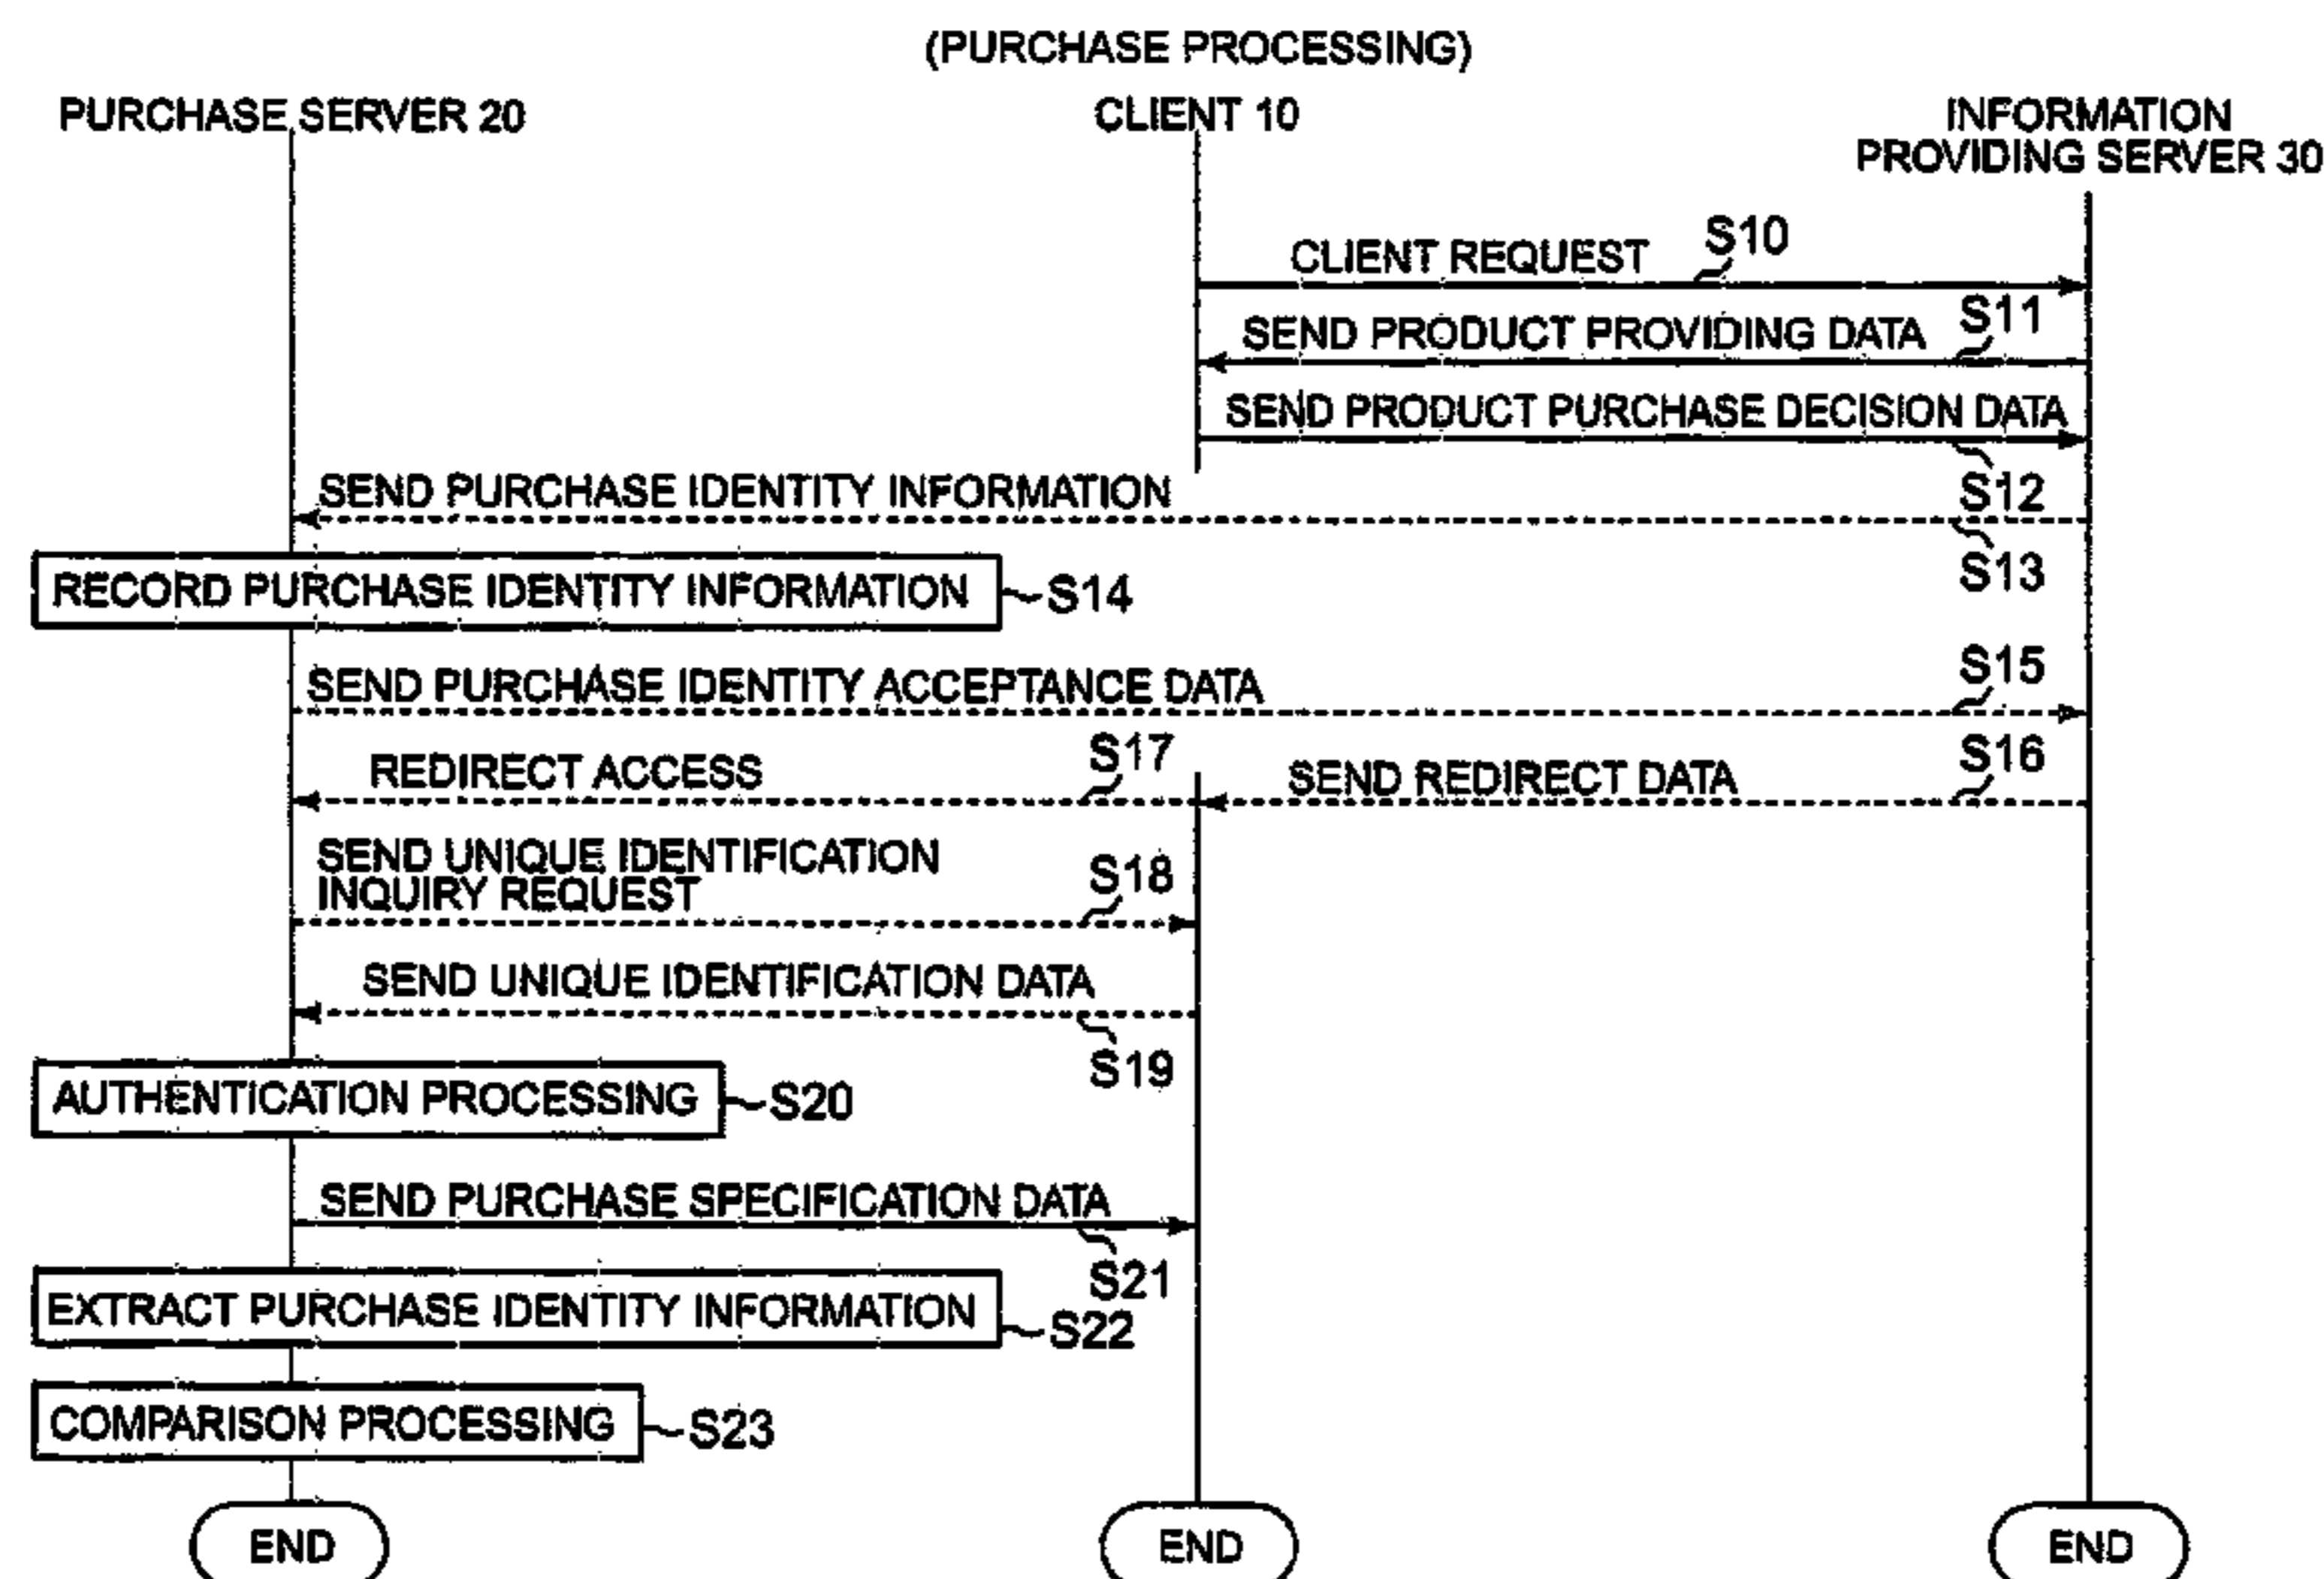 (PURCHASE PROCESSING)
PURCHASE SERVER 20
CLIENT 10
INFORMATION
PROVIDING SERVER 30
CLIENT REQUEST
S10
SEND PRODUCT PROVIDING DATA
S11
SEND PRODUCT PURCHASE DECISION DATA
S12
SEND PURCHASE IDENTITY INFORMATION
S13
RECORD PURCHASE IDENTITY INFORMATION
S14
SEND PURCHASE IDENTITY ACCEPTANCE DATA
S15
REDIRECT ACCESS
S17
SEND REDIRECT DATA
S16
SEND UNIQUE IDENTIFICATION
INQUIRY REQUEST
S18
SEND UNIQUE IDENTIFICATION DATA
S19
AUTHENTICATION PROCESSING
S20
SEND PURCHASE SPECIFICATION DATA
S21
EXTRACT PURCHASE IDENTITY INFORMATION
S22
COMPARISON PROCESSING
S23
END
END
END